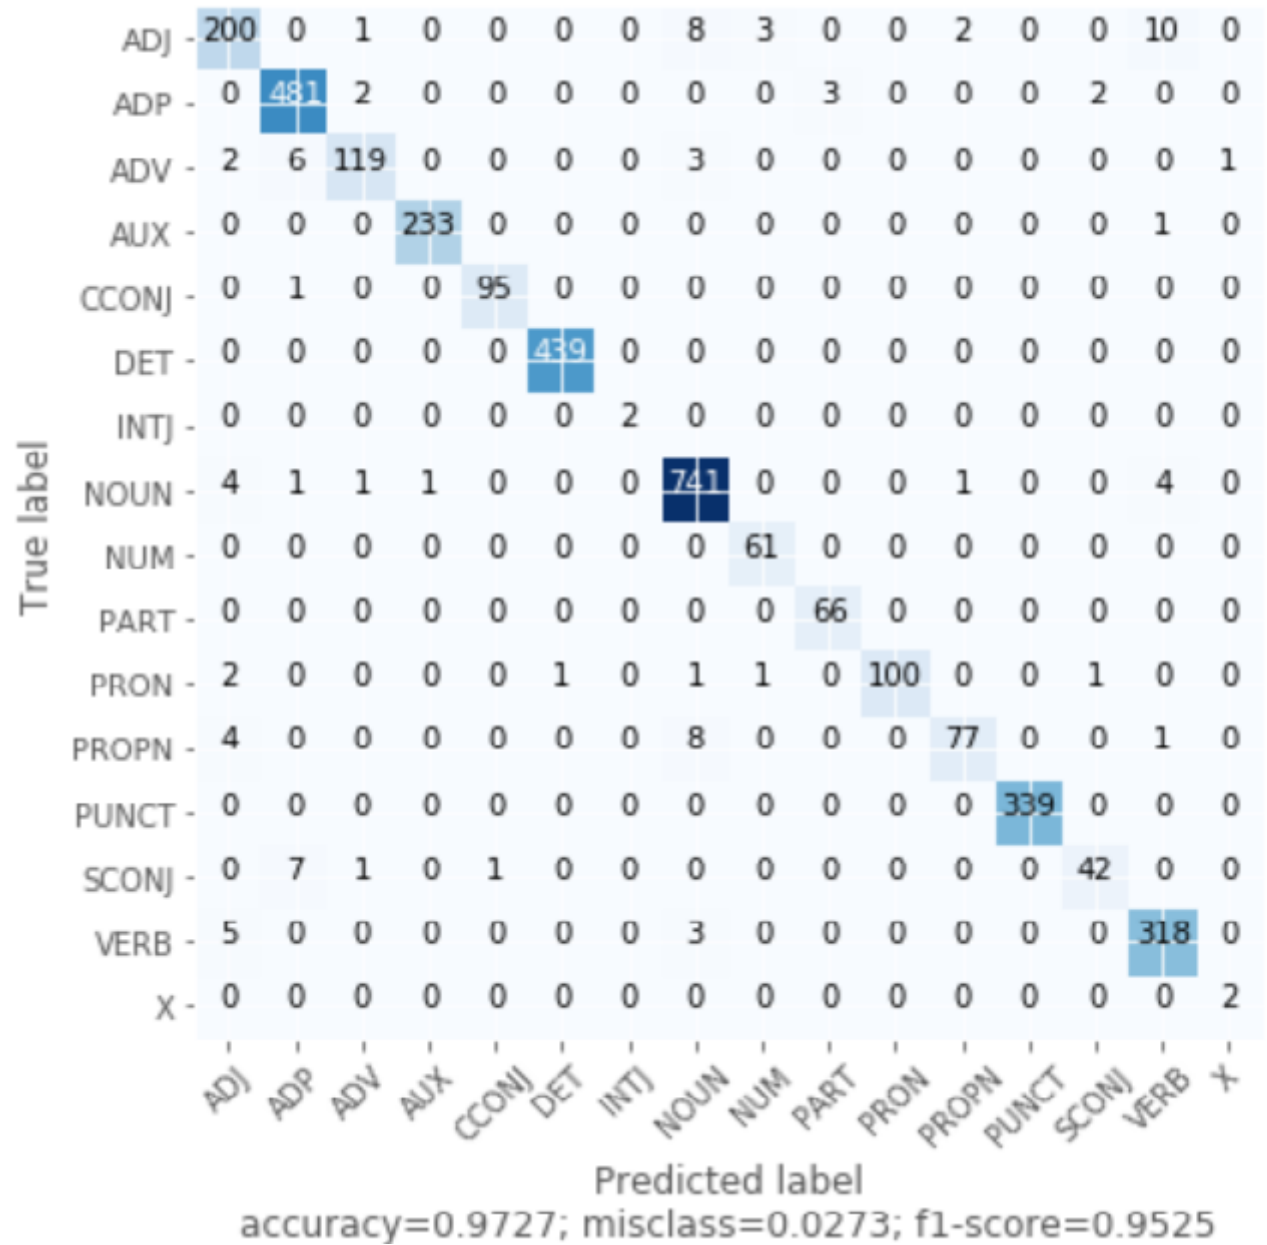 True label
ADJ 200 0 1 0 0 0 0 8 3 0 0 2 0 0 10 0
ADP 0 481 2 0 0 0 0 0 0 3 0 0 0 2 0 0
ADV 2 6 119 0 0 0 0 3 0 0 0 0 0 0 0 1
AUX 0 0 0 233 0 0 0 0 0 0 0 0 0 0 1 0
CCONJ 0 1 0 0 95 0 0 0 0 0 0 0 0 0 0 0
DET 0 0 0 0 0 439 0 0 0 0 0 0 0 0 0 0
INTJ 0 0 0 0 0 0 2 0 0 0 0 0 0 0 0 0
NOUN 4 1 1 1 0 0 0 741 0 0 0 1 0 0 4 0
NUM 0 0 0 0 0 0 0 0 61 0 0 0 0 0 0 0
PART 0 0 0 0 0 0 0 0 0 66 0 0 0 0 0 0
PRON 2 0 0 0 0 1 0 1 1 0 100 0 0 1 0 0
PROPN 4 0 0 0 0 0 0 8 0 0 0 77 0 0 1 0
PUNCT 0 0 0 0 0 0 0 0 0 0 0 0 339 0 0 0
SCONJ 0 7 1 0 1 0 0 0 0 0 0 0 0 42 0 0
VERB 5 0 0 0 0 0 0 3 0 0 0 0 0 0 318 0
X 0 0 0 0 0 0 0 0 0 0 0 0 0 0 0 2
ADJ ADP ADV AUX CCONJ DET INTJ NOUN NUM PART PRON PROPN PUNCT SCONJ VERB X
Predicted label
accuracy=0.9727; misclass=0.0273; f1-score=0.9525